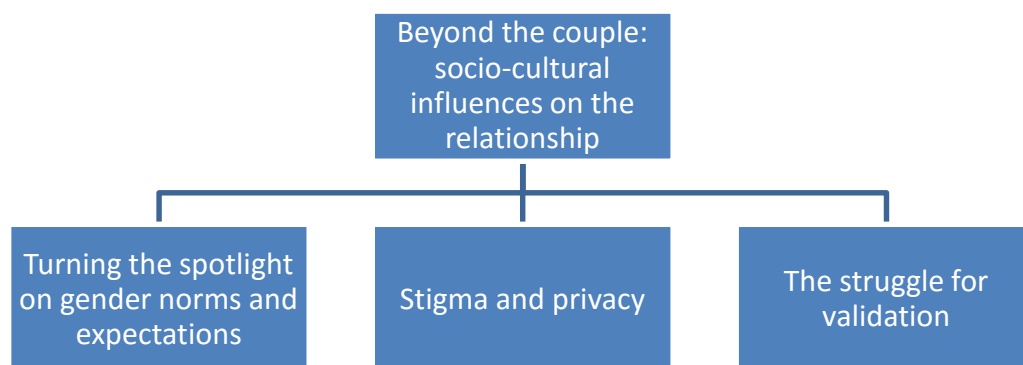 Beyond the couple:
socio-cultural
influences on the
relationship
Turning the spotlight
on gender norms and
expectations
Stigma and privacy
The struggle for
validation